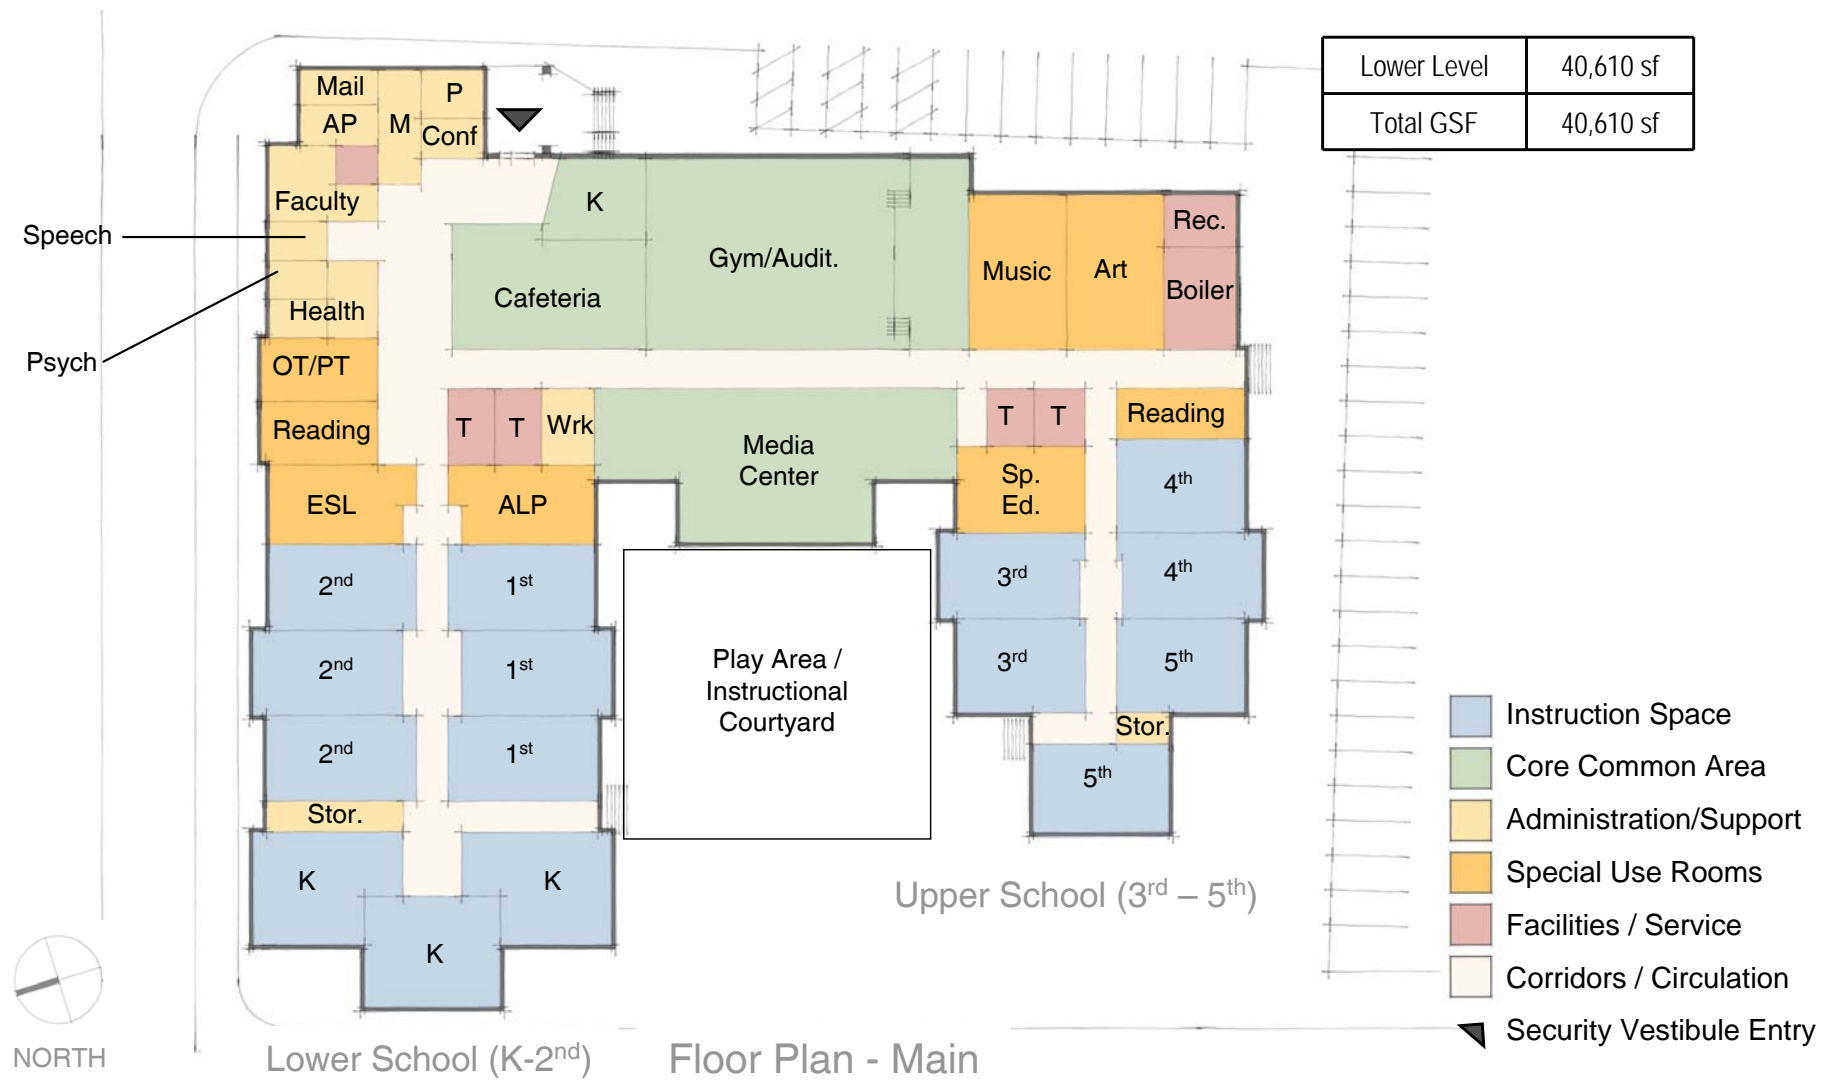 Lower Level 40,610 sf
Total GSF 40,610 sf
Mail
P
AP
M
Conf
Faculty
K
Rec.
Speech
Gym/Audit.
Music
Art
Boiler
Cafeteria
Health
Psych
OT/PT
Reading
T
T
Wrk
Media
Center
T
T
Reading
ESL
ALP
Sp.
Ed.
4th
2nd
1st
3rd
4th
2nd
1st
Play Area /
Instructional
Courtyard
3rd
5th
2nd
1st
Stor.
5th
Stor.
K
K
K
Instruction Space
Core Common Area
Administration/Support
Special Use Rooms
Facilities / Service
Corridors / Circulation
Security Vestibule Entry
Upper School (3rd – 5th)
NORTH
Lower School (K-2nd)
Floor Plan - Main